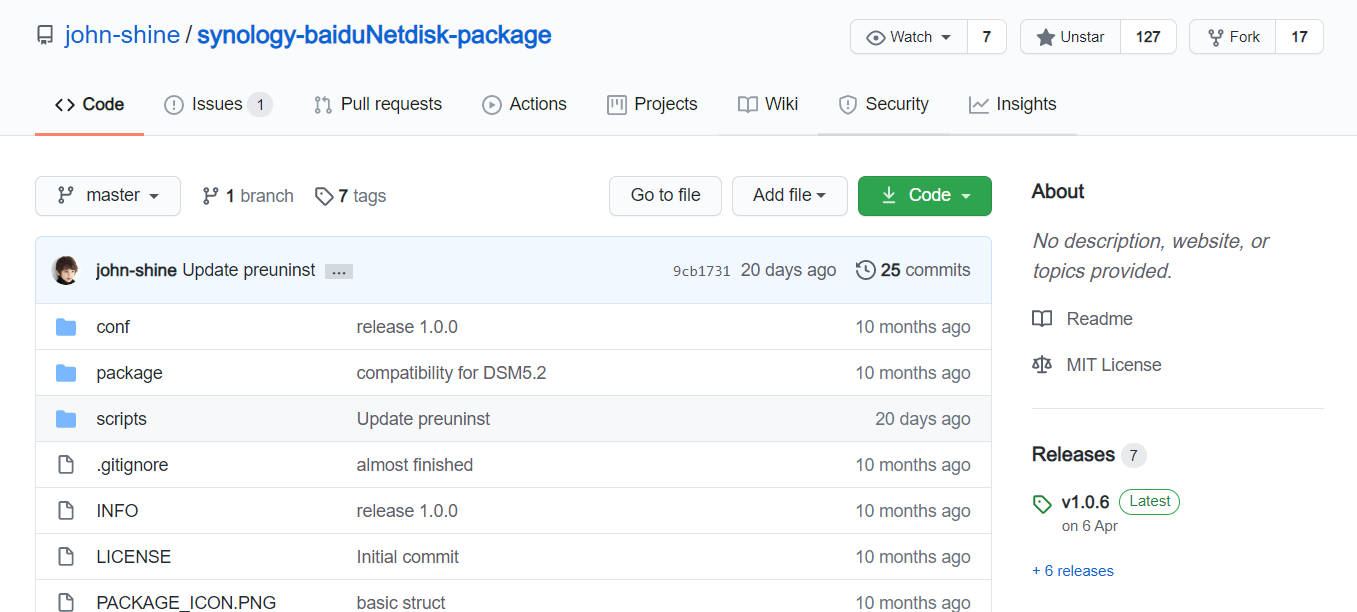 john-shine / synology-baiduNetdisk-package Watch 7 Unstar 127 Fork 17
Code Issues 1 Pull requests Actions Projects Wiki Security Insights
master 1 branch 7 tags Go to file Add file Code
john-shine Update preuninst ... 9cb1731 20 days ago 25 commits
conf release 1.0.0 10 months ago
package compatibility for DSM5.2 10 months ago
scripts Update preuninst 20 days ago
.gitignore almost finished 10 months ago
INFO release 1.0.0 10 months ago
LICENSE Initial commit 10 months ago
PACKAGE_ICON.PNG basic struct 10 months ago
About
No description, website, or
topics provided.
Readme
MIT License
Releases 7
v1.0.6 Latest
on 6 Apr
+ 6 releases